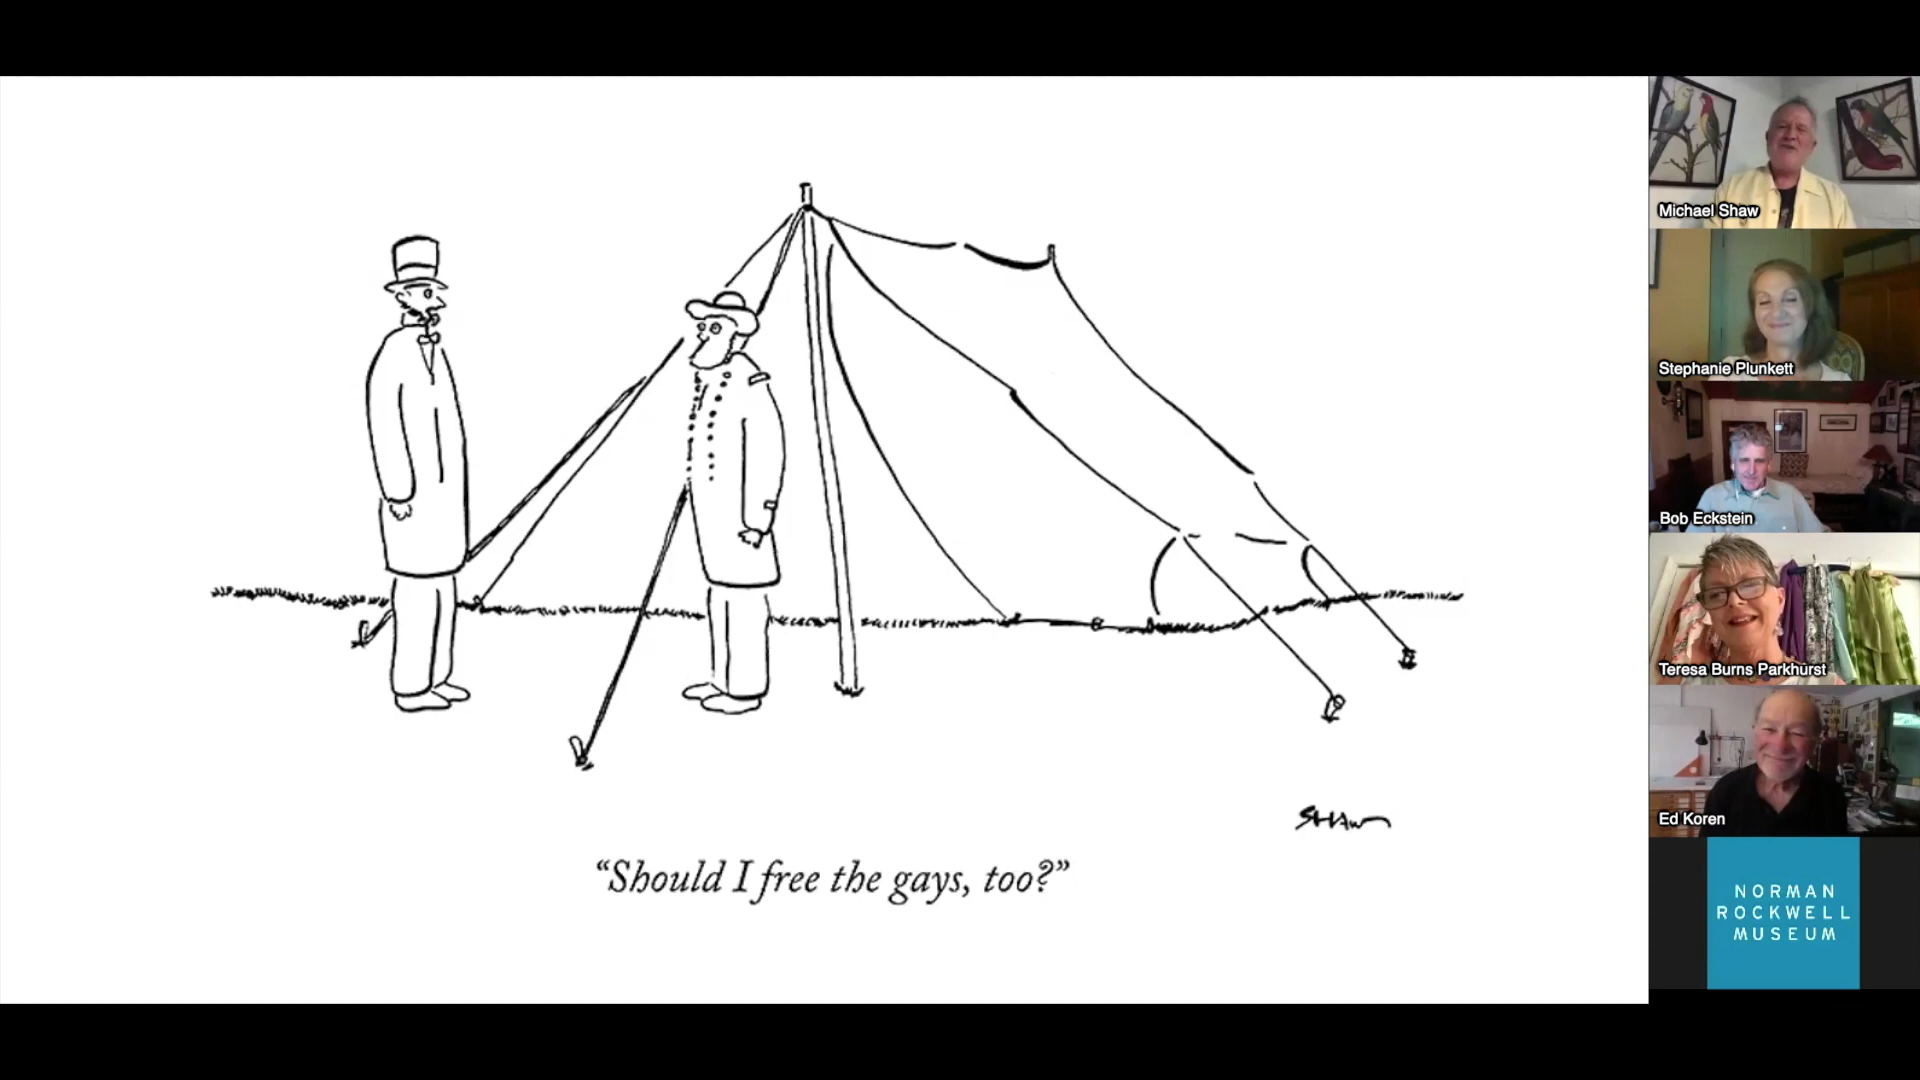 SHAW
“Should I free the gays, too?”
Michael Shaw
Stephanie Plunkett
Bob Eckstein
Teresa Burns Parkhurst
Ed Koren
NORMAN
ROCKWELL
MUSEUM